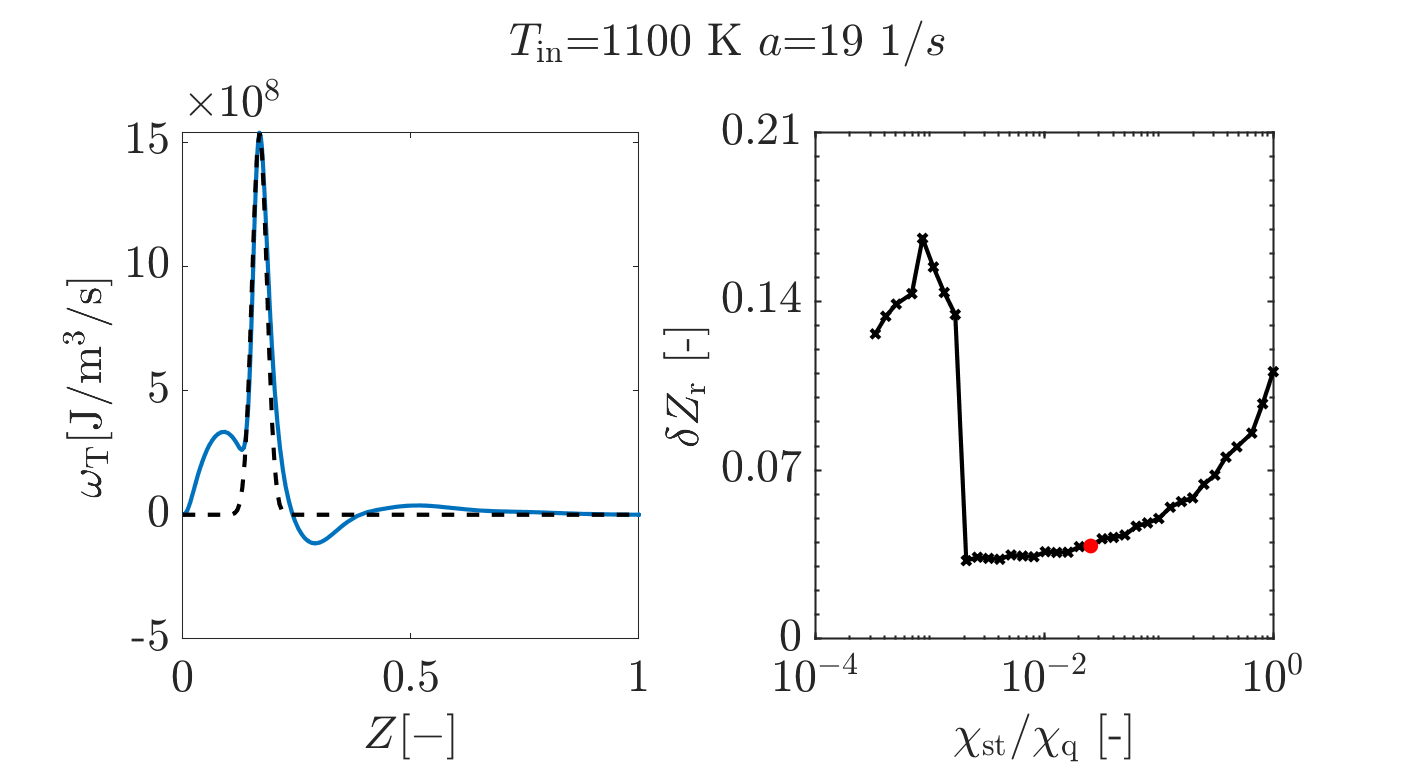 T_in=1100 K a=19 1/s
×10^8
15
10
5
0
-5
0 0.5 1
Z[−]
ω_T[J/m^3/s]
0.21
0.14
0.07
0
10^−4 10^−2 10^0
χ_st/χ_q [-]
δZ_r [-]